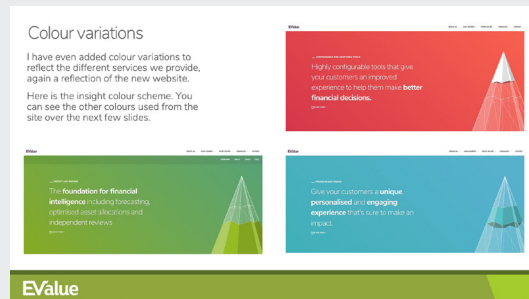 Colour variations
I have even added colour variations to
reflect the different services we provide,
again a reflection of the new website.
Here is the insight colour scheme. You
can see the other colours used from the
site over the next few slides.
EValue
Highly configurable tools that give
your customers an improved
experience to help them make better
financial decisions.
EValue
The foundation for financial
intelligence including forecasting,
optimised asset allocations and
independent reviews
EValue
Give your customers a unique,
personalised and engaging
experience that's sure to make an
impact.
EValue